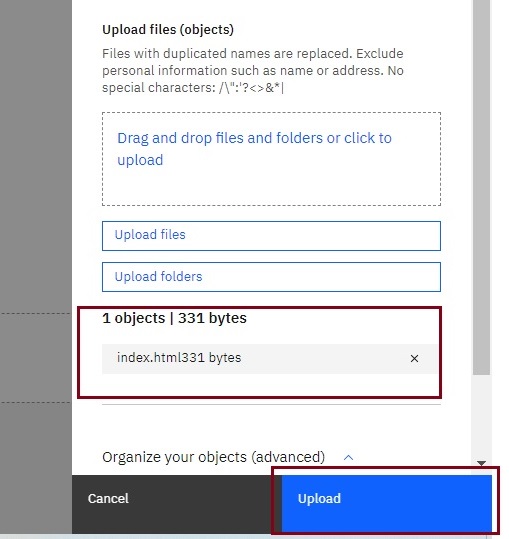 Upload files (objects)
Files with duplicated names are replaced. Exclude
personal information such as name or address. No
special characters: /\":'?<>&*|
Drag and drop files and folders or click to
upload
Upload files
Upload folders
1 objects | 331 bytes
index.html331 bytes
Organize your objects (advanced)
Cancel
Upload